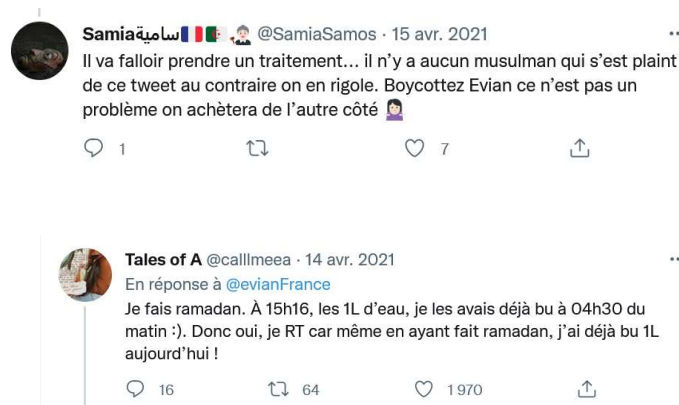 Samiaسامية🇫🇷🇩🇿 @SamiaSamos · 15 avr. 2021
Il va falloir prendre un traitement… il n’y a aucun musulman qui s’est plaint
de ce tweet au contraire on en rigole. Boycottez Evian ce n’est pas un
problème on achètera de l’autre côté 🤷🏻‍♀️
1 7
Tales of A @calllmeea · 14 avr. 2021
En réponse à @evianFrance
Je fais ramadan. À 15h16, les 1L d’eau, je les avais déjà bu à 04h30 du
matin :). Donc oui, je RT car même en ayant fait ramadan, j’ai déjà bu 1L
aujourd’hui !
16 64 1 970